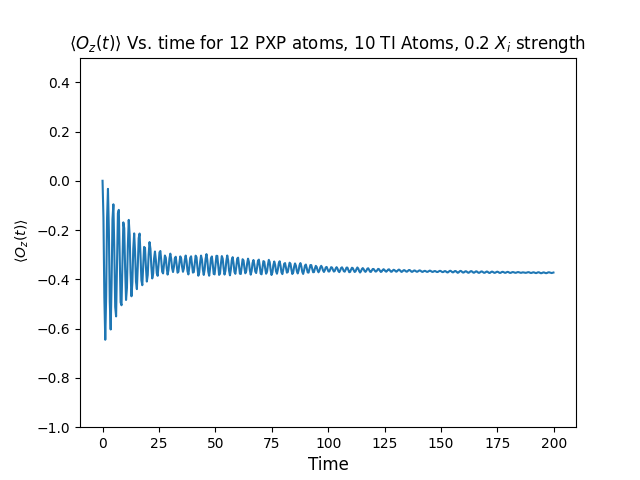 ⟨O_z(t)⟩ Vs. time for 12 PXP atoms, 10 TI Atoms, 0.2 X_i strength
0.4
0.2
0.0
−0.2
−0.4
−0.6
−0.8
−1.0
⟨O_z(t)⟩
0 25 50 75 100 125 150 175 200
Time